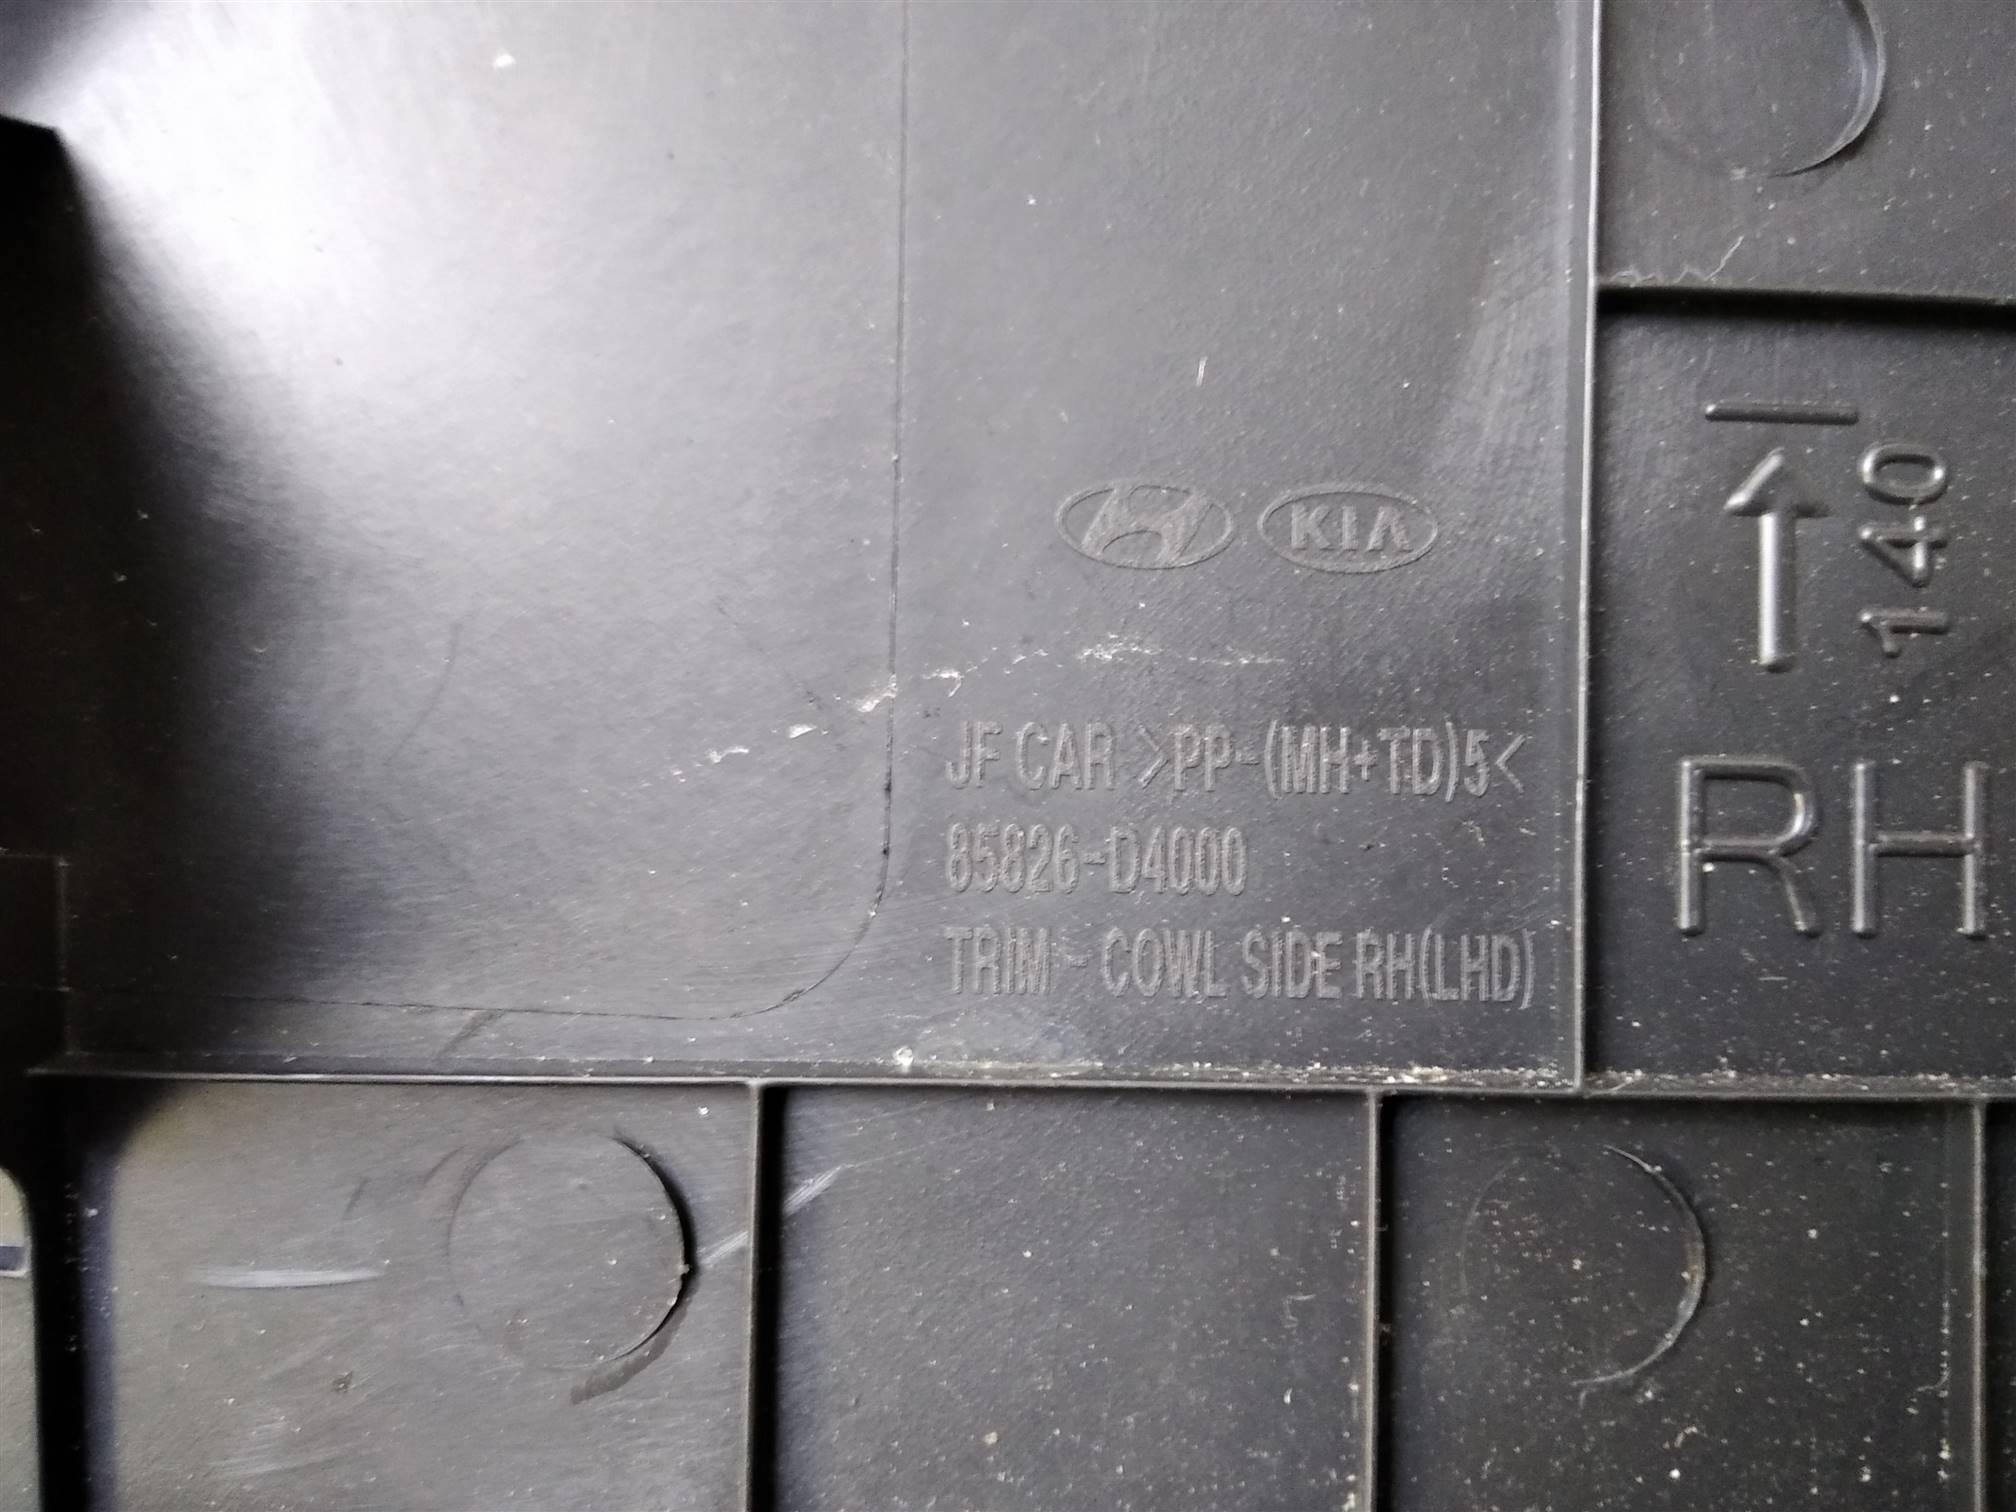 KIA
JF CAR >PP-(MH+TD)5<
85826-D4000
TRIM - COWL SIDE RH(LHD)
140
RH